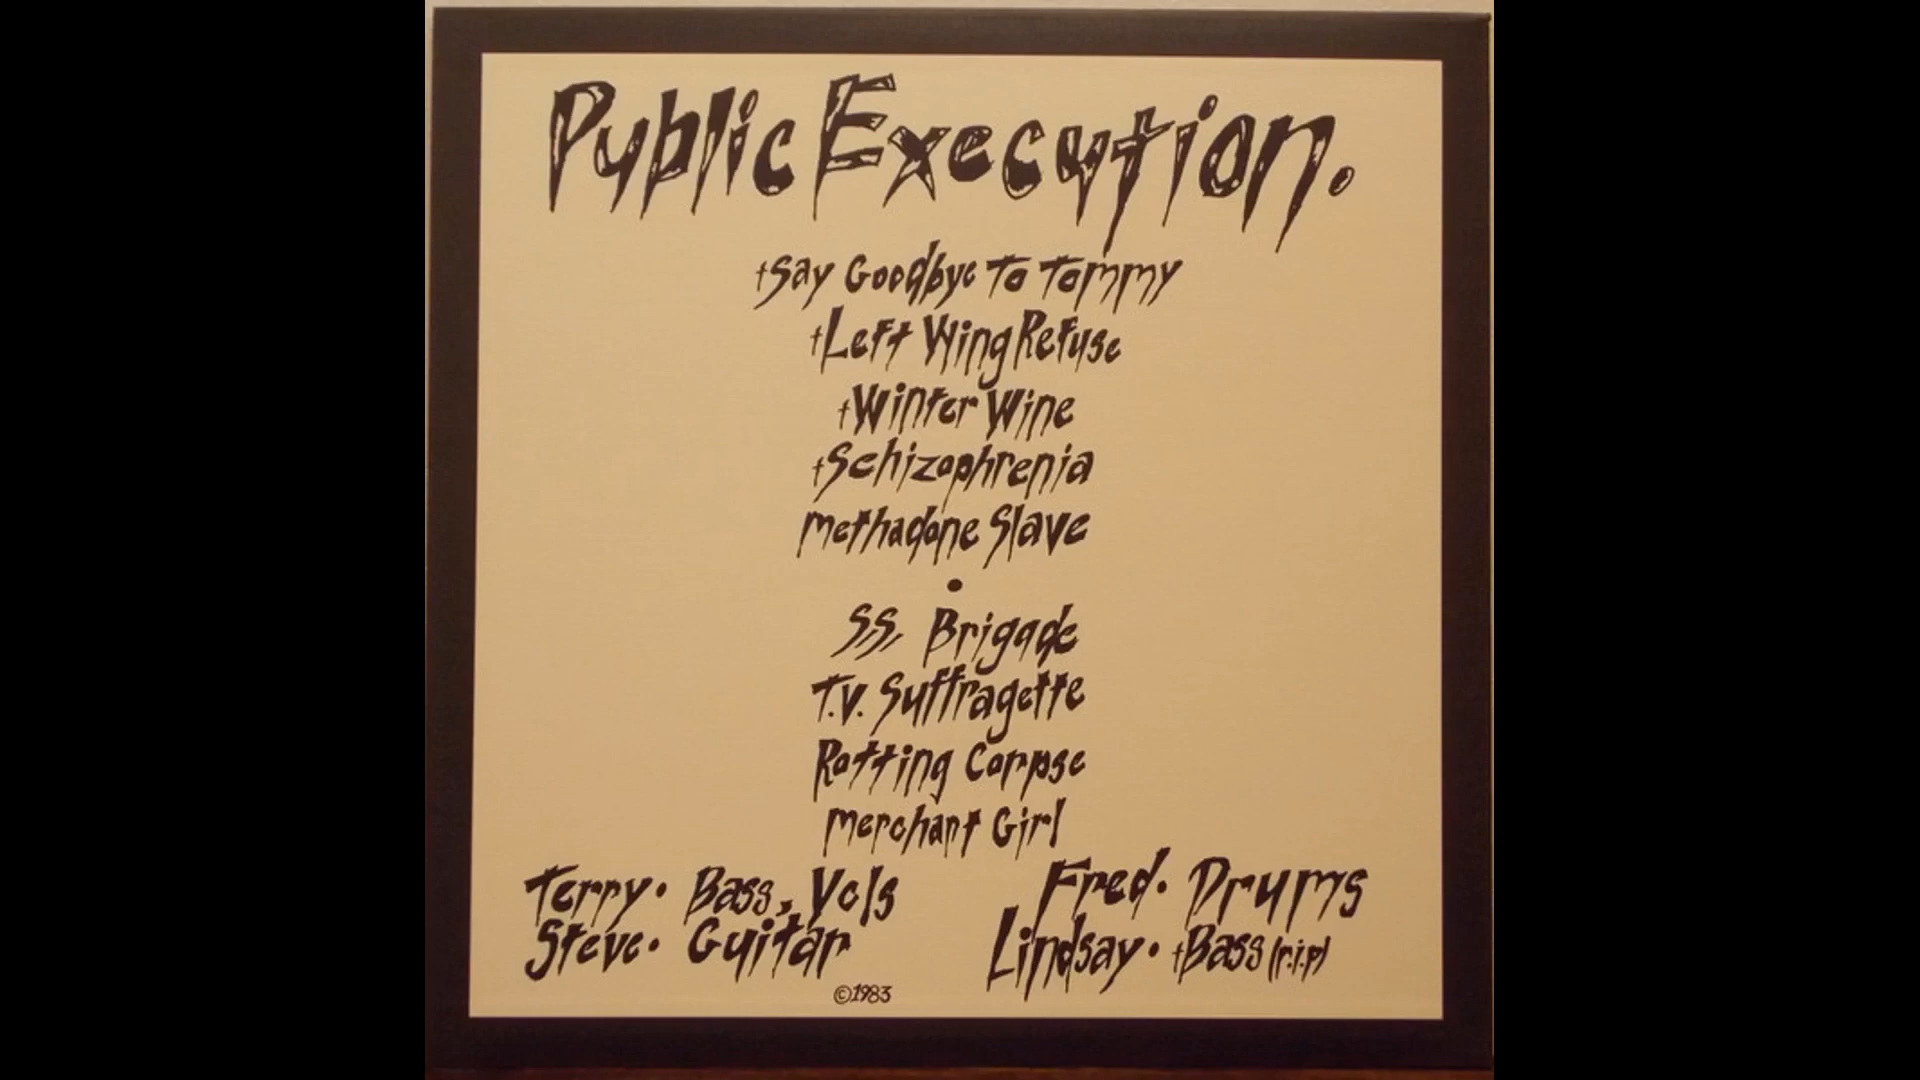 Public Execution.
†Say Goodbye To Tommy
†Left Wing Refuse
†Winter Wine
†Schizophrenia
Methadone Slave
•
S.S. Brigade
T.V. Suffragette
Rotting Corpse
Merchant Girl
Terry• Bass, Vcls
Fred• Drums
Steve• Guitar
Lindsay• †Bass (r.i.p)
©1983